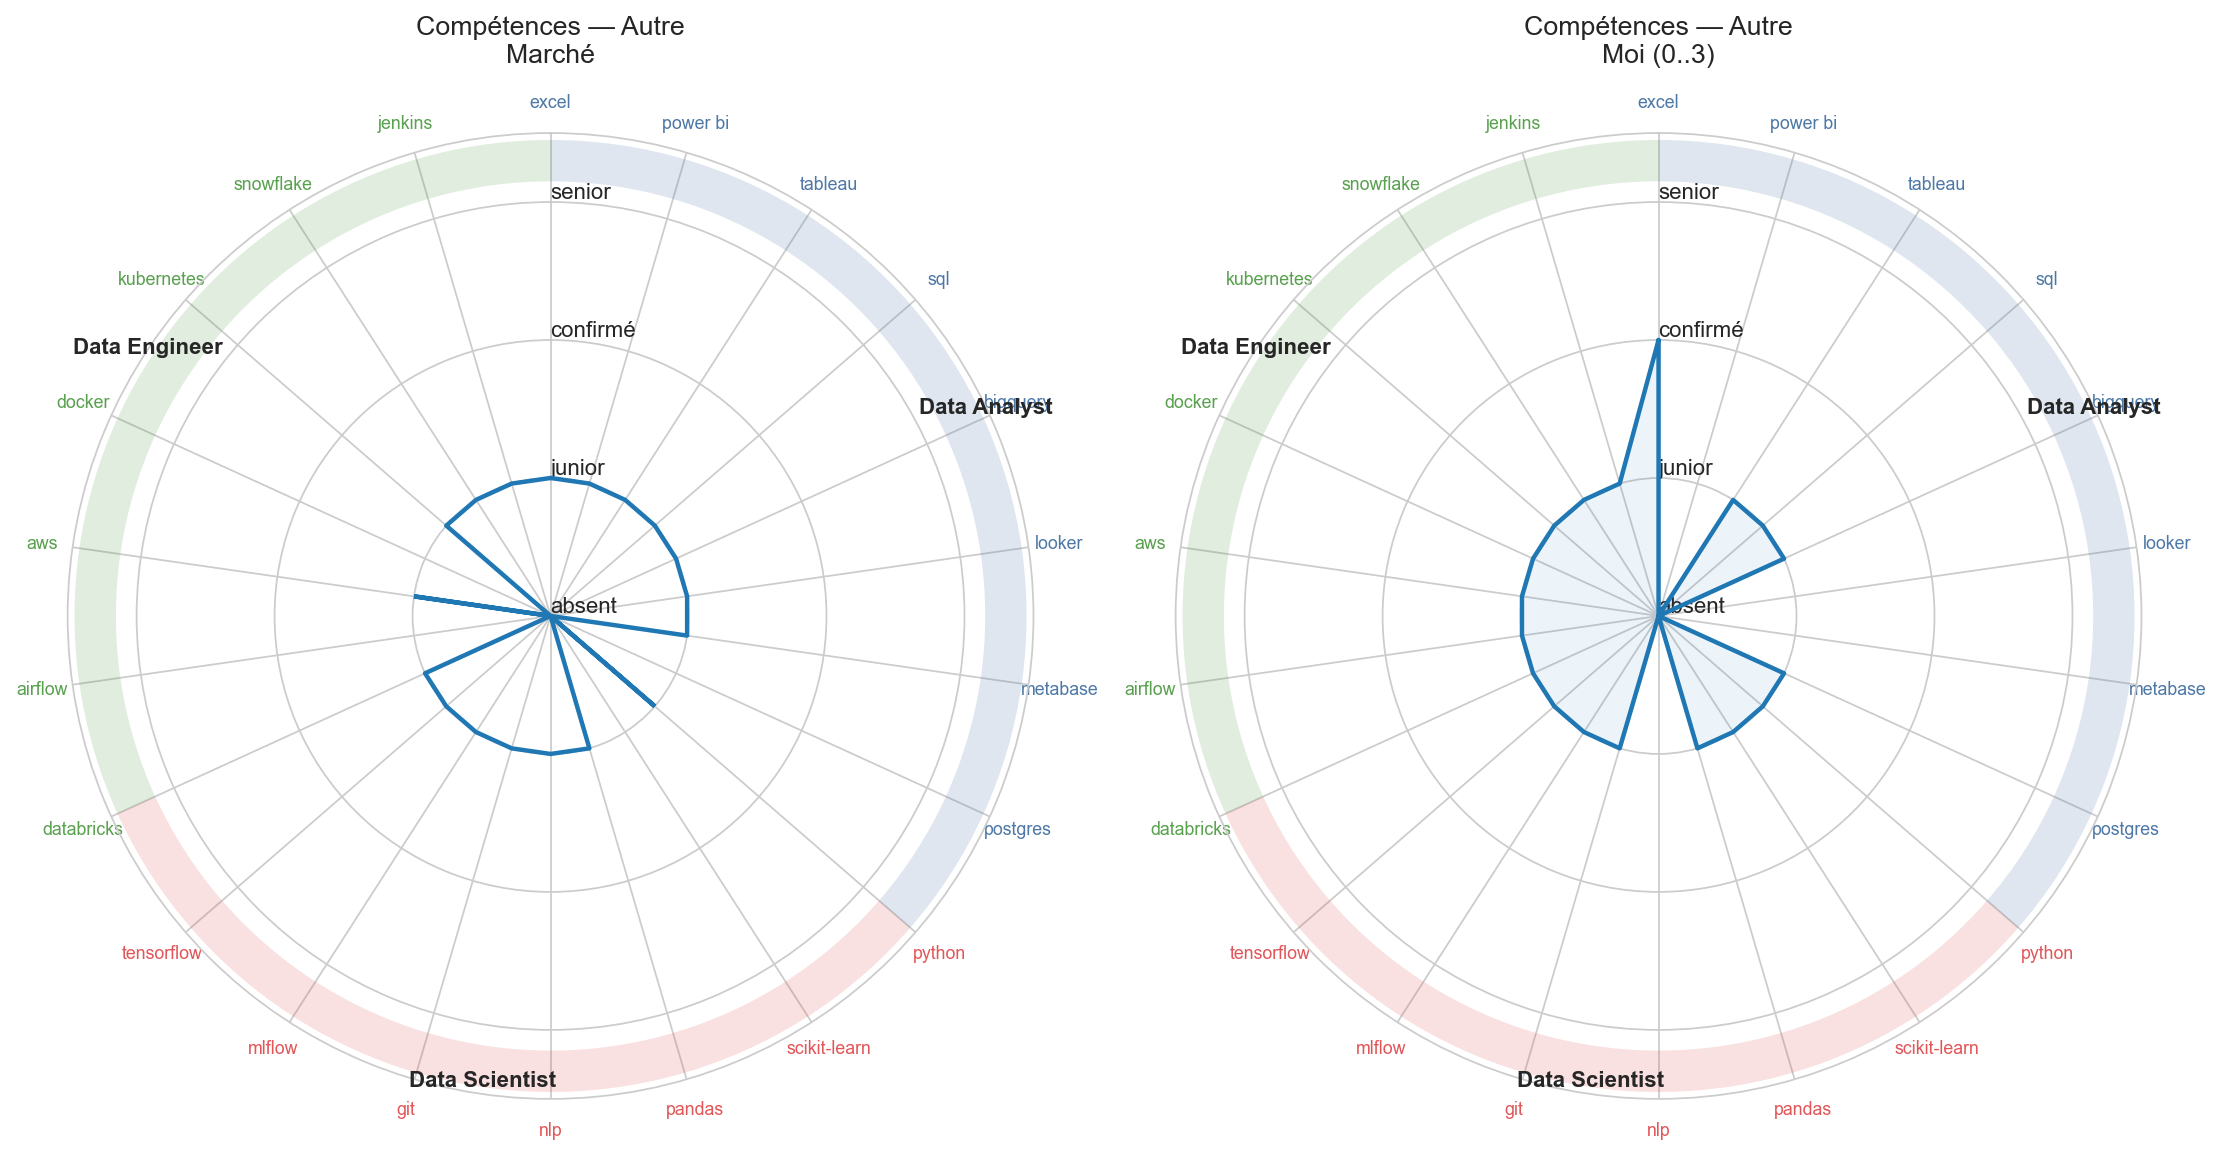 Compétences — Autre
Marché
excel
power bi
tableau
sql
bigquery
looker
metabase
postgres
python
scikit-learn
pandas
nlp
git
mlflow
tensorflow
databricks
airflow
aws
docker
kubernetes
snowflake
jenkins
senior
confirmé
junior
absent
Data Engineer
Data Analyst
Data Scientist
Compétences — Autre
Moi (0..3)
excel
power bi
tableau
sql
bigquery
looker
metabase
postgres
python
scikit-learn
pandas
nlp
git
mlflow
tensorflow
databricks
airflow
aws
docker
kubernetes
snowflake
jenkins
senior
confirmé
junior
absent
Data Engineer
Data Analyst
Data Scientist